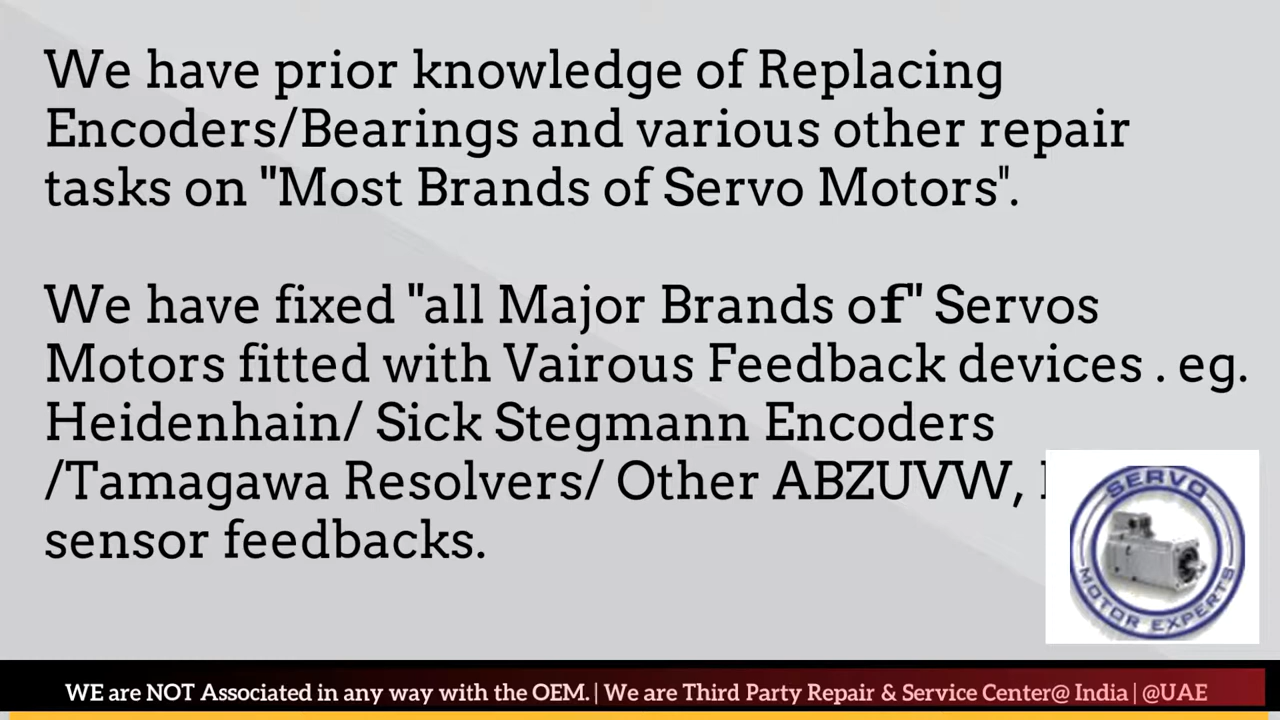 We have prior knowledge of Replacing
Encoders/Bearings and various other repair
tasks on "Most Brands of Servo Motors".
We have fixed "all Major Brands of" Servos
Motors fitted with Vairous Feedback devices . eg.
Heidenhain/ Sick Stegmann Encoders
/Tamagawa Resolvers/ Other ABZUVW,
sensor feedbacks.
SERVO
MOTOR EXPERTS
WE are NOT Associated in any way with the OEM. | We are Third Party Repair & Service Center@ India | @UAE